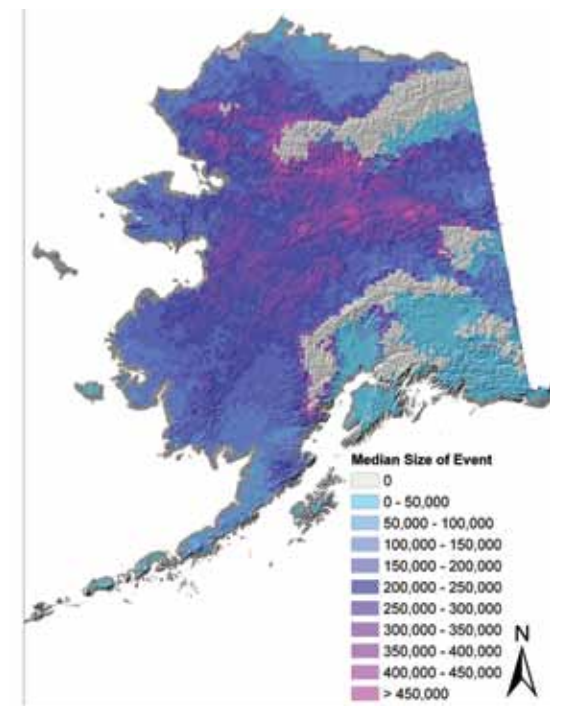 Median Size of Event
0
0 - 50,000
50,000 - 100,000
100,000 - 150,000
150,000 - 200,000
200,000 - 250,000
250,000 - 300,000
300,000 - 350,000
350,000 - 400,000
400,000 - 450,000
> 450,000
N